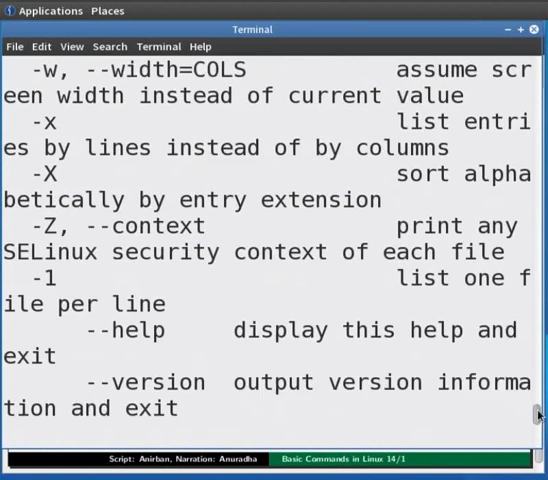 Applications Places
Terminal
File Edit View Search Terminal Help
-w, --width=COLS assume scr
een width instead of current value
-x list entri
es by lines instead of by columns
-X sort alpha
betically by entry extension
-Z, --context print any
SELinux security context of each file
-1 list one f
ile per line
--help display this help and
exit
--version output version informa
tion and exit
Script: Anirban, Narration: Anuradha Basic Commands in Linux 14/1